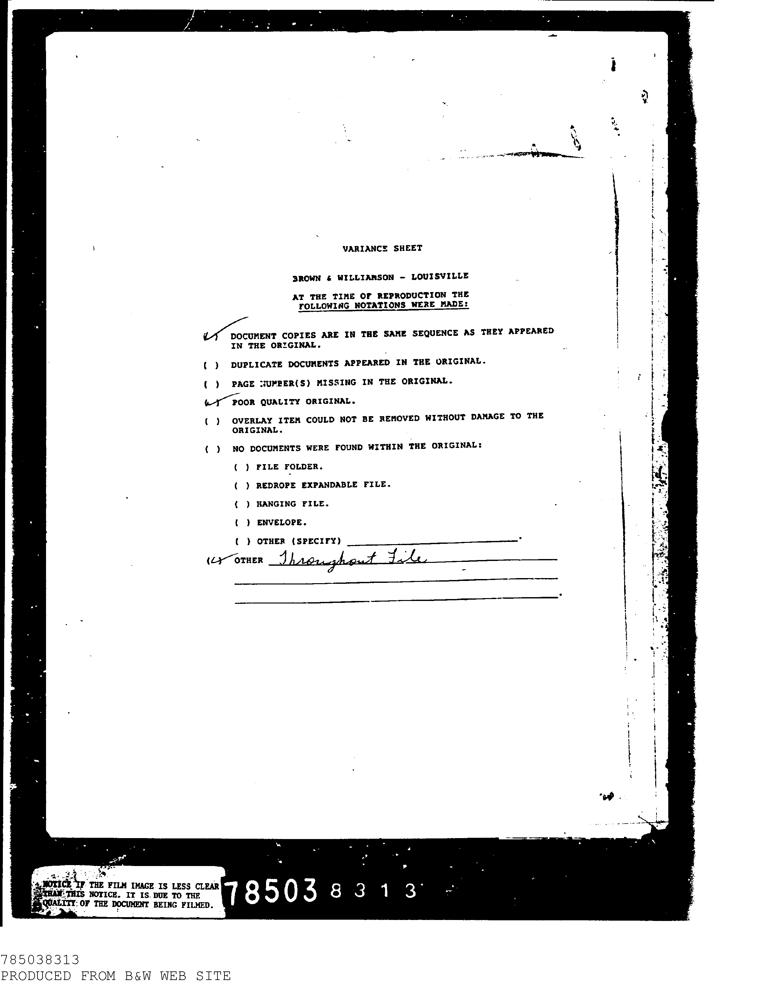 VARIANCE SHEET
BROWN & WILLIAMSON - LOUISVILLE
AT THE TIME OF REPRODUCTION THE
FOLLOWING NOTATIONS WERE MADE:
(✓) DOCUMENT COPIES ARE IN THE SAME SEQUENCE AS THEY APPEARED
IN THE ORIGINAL.
( ) DUPLICATE DOCUMENTS APPEARED IN THE ORIGINAL.
( ) PAGE NUMBER(S) MISSING IN THE ORIGINAL.
(✓) POOR QUALITY ORIGINAL.
( ) OVERLAY ITEM COULD NOT BE REMOVED WITHOUT DAMAGE TO THE
ORIGINAL.
( ) NO DOCUMENTS WERE FOUND WITHIN THE ORIGINAL:
( ) FILE FOLDER.
( ) REDROPE EXPANDABLE FILE.
( ) HANGING FILE.
( ) ENVELOPE.
( ) OTHER (SPECIFY)
(✓) OTHER Throughout File
NOTICE IF THE FILM IMAGE IS LESS CLEAR
THAN THIS NOTICE. IT IS DUE TO THE
QUALITY OF THE DOCUMENT BEING FILMED.
78503 8313
785038313
PRODUCED FROM B&W WEB SITE